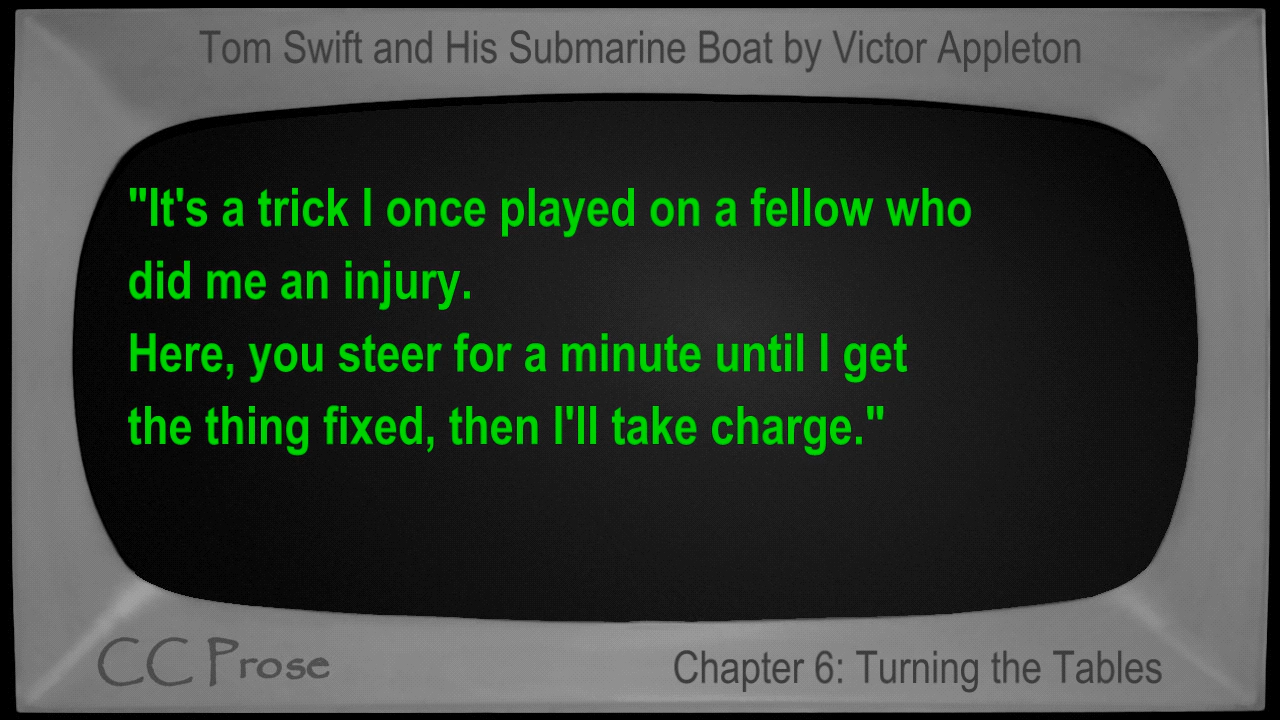 Tom Swift and His Submarine Boat by Victor Appleton
"It's a trick I once played on a fellow who
did me an injury.
Here, you steer for a minute until I get
the thing fixed, then I'll take charge."
CC Prose
Chapter 6: Turning the Tables